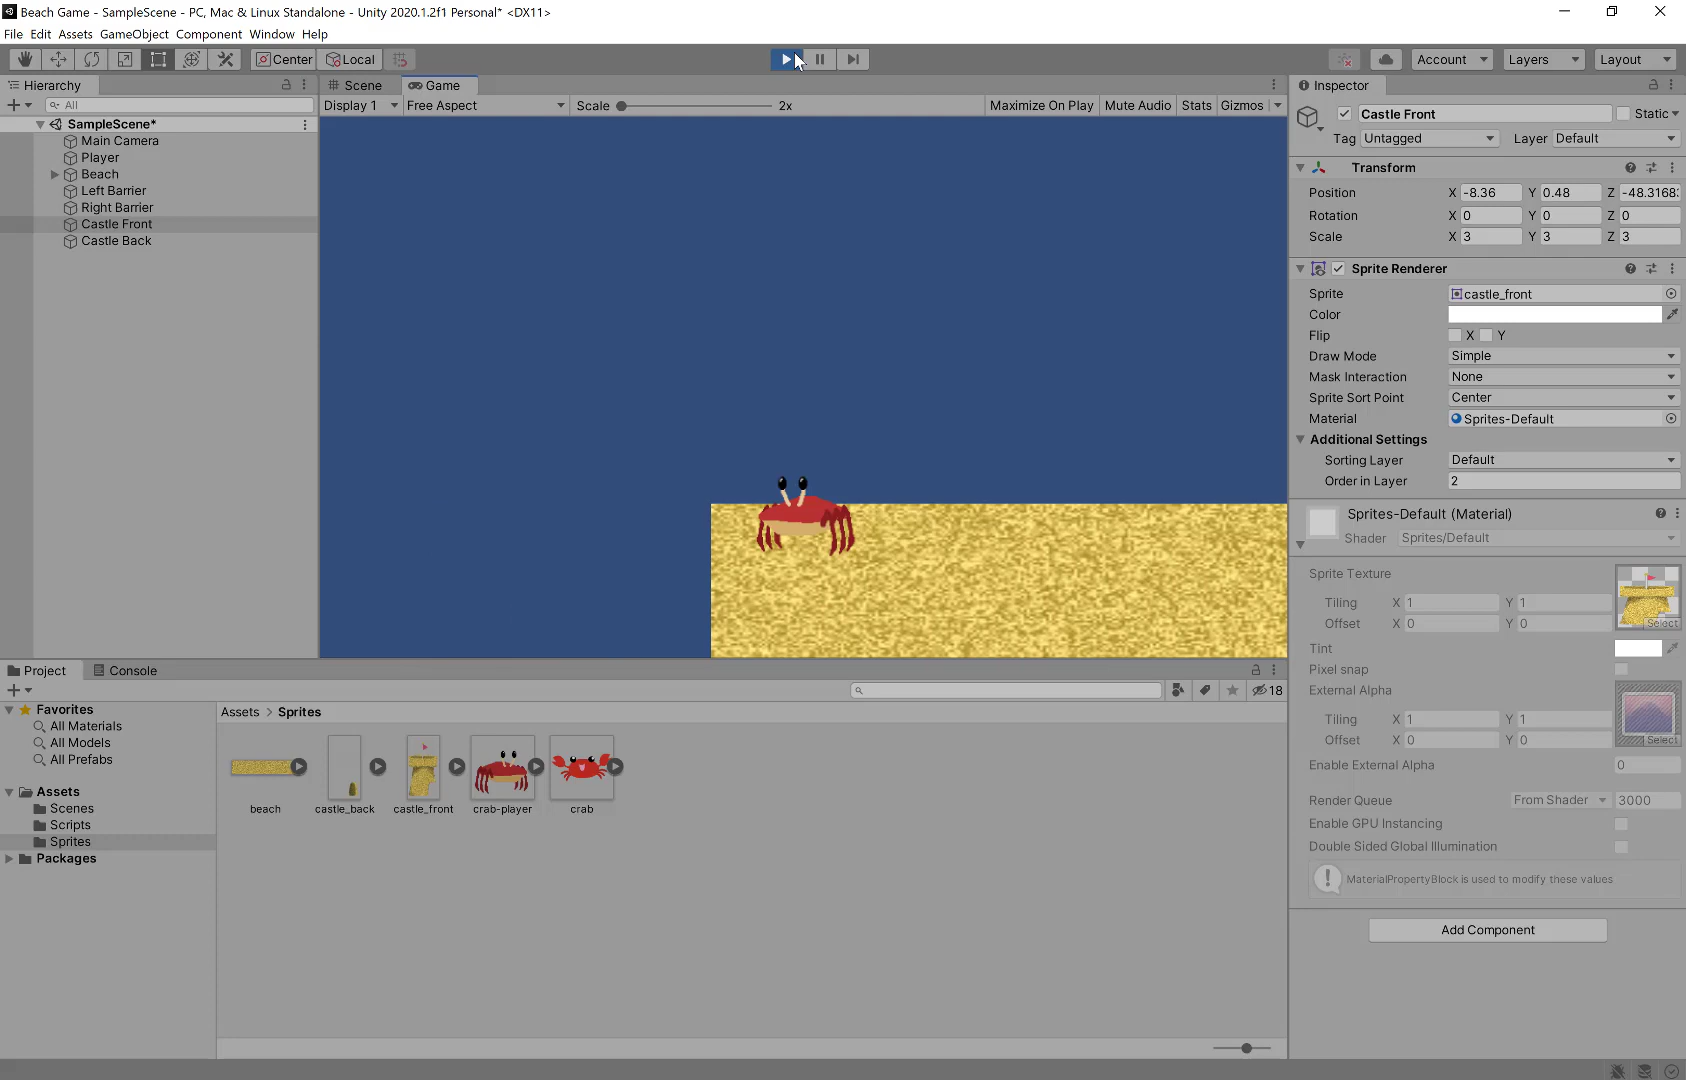 Beach Game - SampleScene - PC, Mac & Linux Standalone - Unity 2020.1.2f1 Personal* <DX11>
File Edit Assets GameObject Component Window Help
Center Local Account Layers Layout
Hierarchy
All
SampleScene*
Main Camera
Player
Beach
Left Barrier
Right Barrier
Castle Front
Castle Back
Scene Game
Display 1 Free Aspect Scale 2x Maximize On Play Mute Audio Stats Gizmos
Inspector
Castle Front Static
Tag Untagged Layer Default
Transform
Position X -8.36 Y 0.48 Z -48.3168
Rotation X 0 Y 0 Z 0
Scale X 3 Y 3 Z 3
Sprite Renderer
Sprite castle_front
Color
Flip X Y
Draw Mode Simple
Mask Interaction None
Sprite Sort Point Center
Material Sprites-Default
Additional Settings
Sorting Layer Default
Order in Layer 2
Sprites-Default (Material)
Shader Sprites/Default
Sprite Texture
Tiling X 1 Y 1
Offset X 0 Y 0
Select
Tint
Pixel snap
External Alpha
Tiling X 1 Y 1
Offset X 0 Y 0
Select
Enable External Alpha 0
Render Queue From Shader 3000
Enable GPU Instancing
Double Sided Global Illumination
MaterialPropertyBlock is used to modify these values
Add Component
Project Console
18
Favorites
All Materials
All Models
All Prefabs
Assets
Scenes
Scripts
Sprites
Packages
Assets > Sprites
beach castle_back castle_front crab-player crab